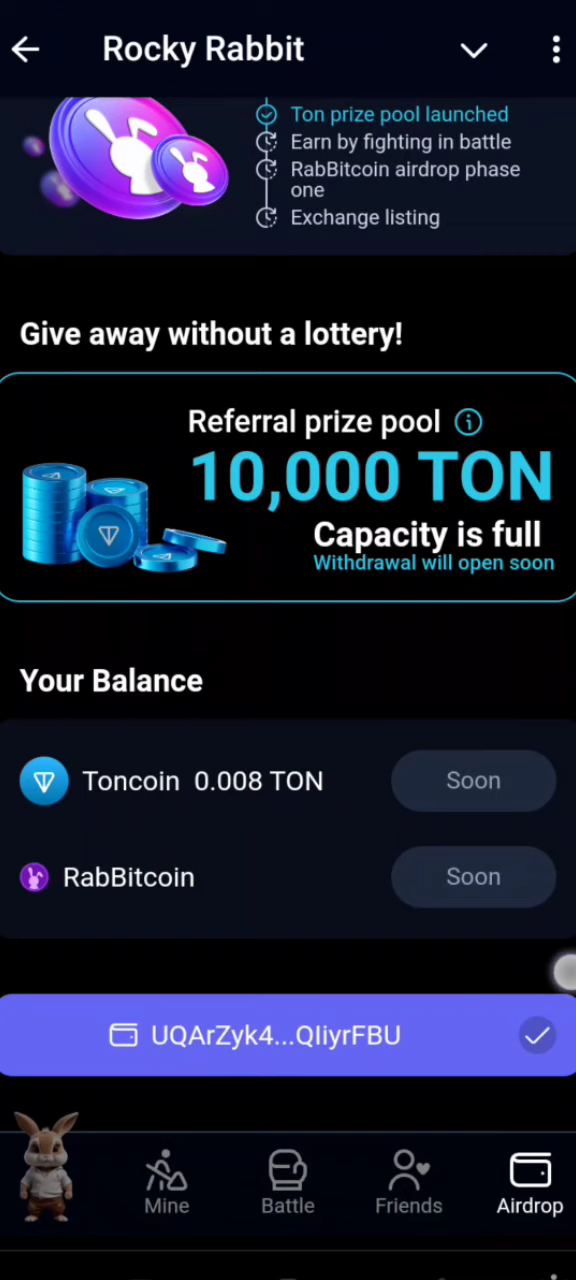 Rocky Rabbit
Ton prize pool launched
Earn by fighting in battle
RabBitcoin airdrop phase
one
Exchange listing
Give away without a lottery!
Referral prize pool
10,000 TON
Capacity is full
Withdrawal will open soon
Your Balance
Toncoin 0.008 TON
Soon
RabBitcoin
Soon
UQArZyk4...QIiyrFBU
Mine
Battle
Friends
Airdrop